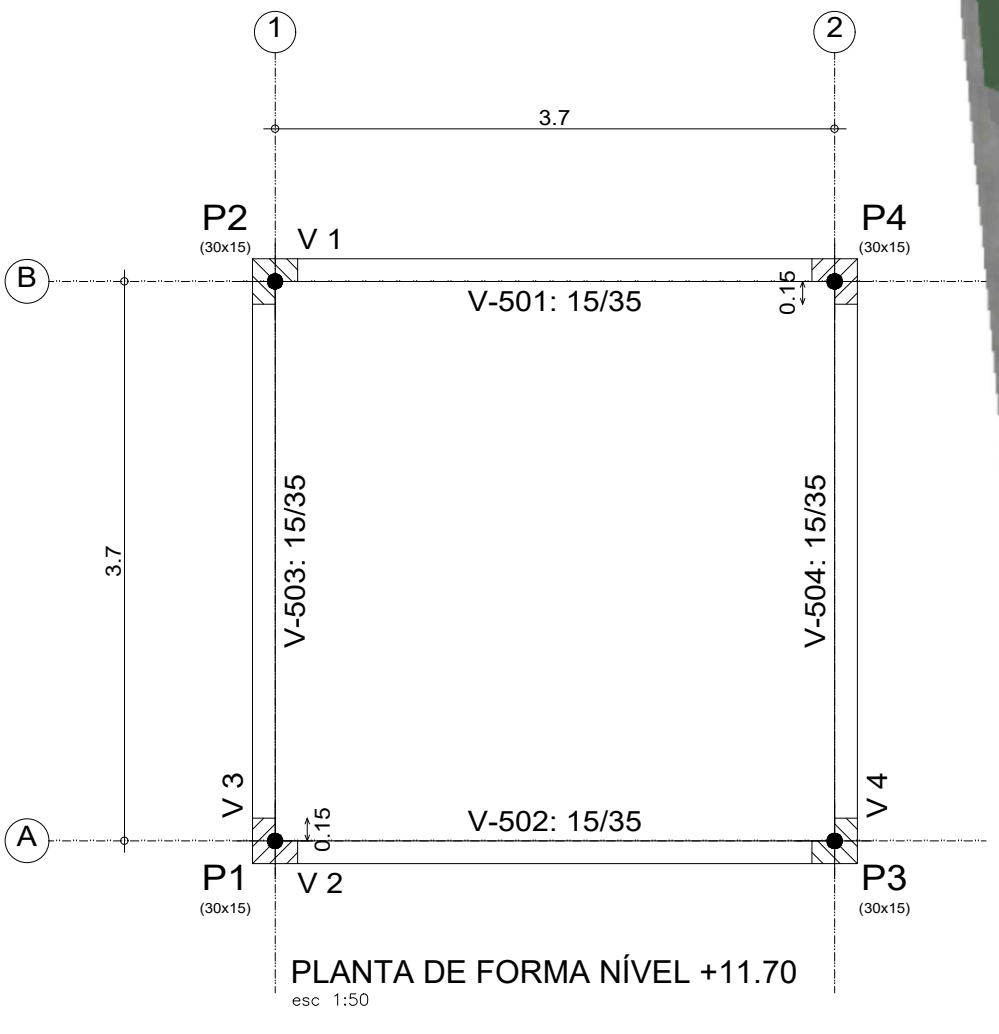 1
2
3.7
P2
(30x15)
V 1
P4
(30x15)
B
V-501: 15/35
0.15
3.7
V-503: 15/35
V-504: 15/35
V 3
V 4
A
0.15
V-502: 15/35
P1
(30x15)
V 2
P3
(30x15)
PLANTA DE FORMA NÍVEL +11.70
esc 1:50